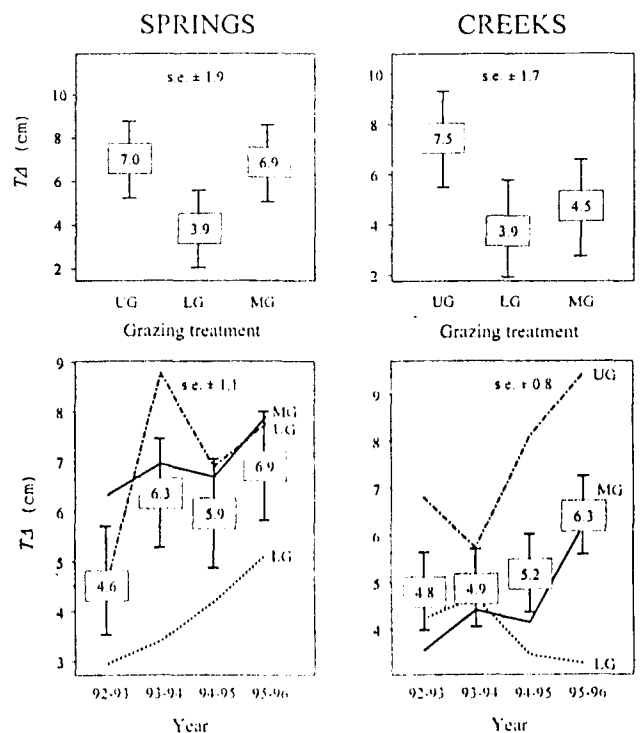 SPRINGS
s.e. ± 1.9
TΔ (cm)
10
8
6
4
2
7.0
3.9
6.9
UG LG MG
Grazing treatment
CREEKS
s.e. ± 1.7
10
8
6
4
2
7.5
3.9
4.5
UG LG MG
Grazing treatment
s.e. ± 1.1
TΔ (cm)
9
8
7
6
5
4
3
MG
UG
LG
4.6
6.3
5.9
6.9
92-93 93-94 94-95 95-96
Year
s.e. ± 0.8
9
8
7
6
5
4
UG
MG
LG
4.8
4.9
5.2
6.3
92-93 93-94 94-95 95-96
Year